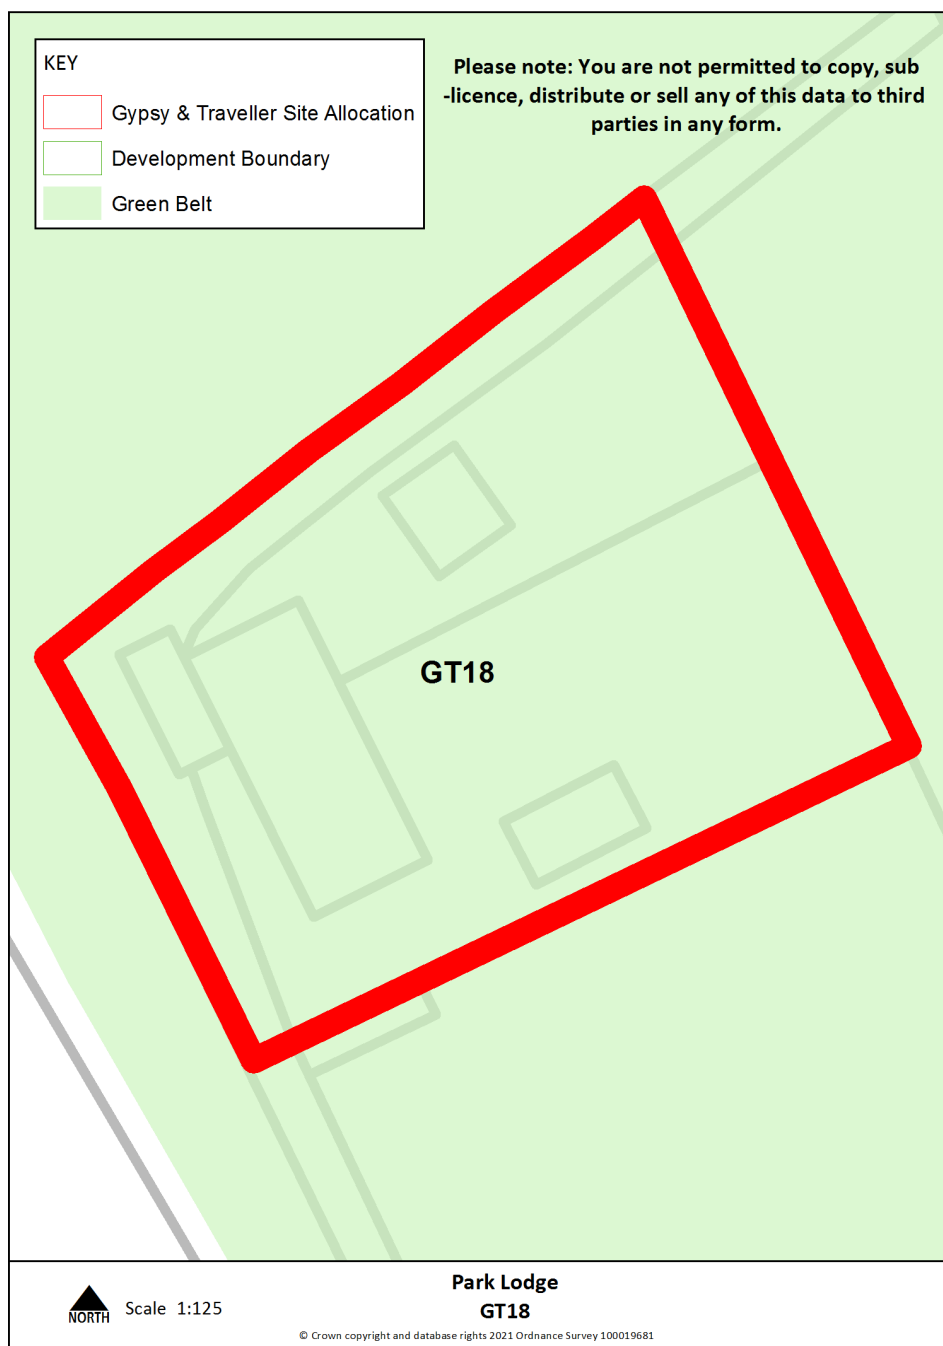 KEY
Gypsy & Traveller Site Allocation
Development Boundary
Green Belt
Please note: You are not permitted to copy, sub
-licence, distribute or sell any of this data to third
parties in any form.
GT18
NORTH
Scale 1:125
Park Lodge
GT18
© Crown copyright and database rights 2021 Ordnance Survey 100019681